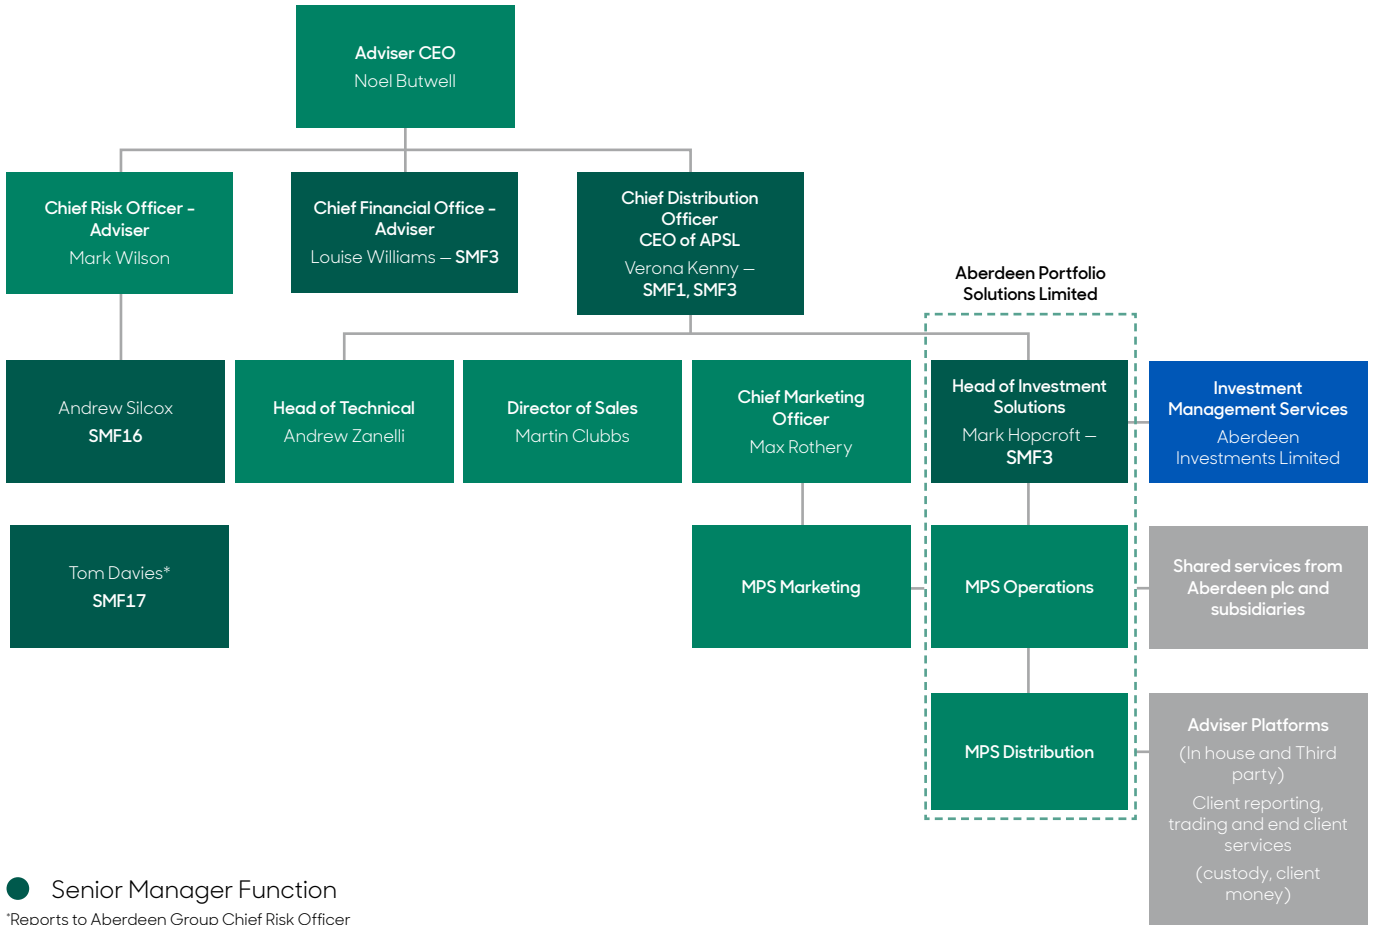 Adviser CEO
Noel Butwell
Chief Risk Officer -
Adviser
Mark Wilson
Chief Financial Office -
Adviser
Louise Williams — SMF3
Chief Distribution
Officer
CEO of APSL
Verona Kenny —
SMF1, SMF3
Aberdeen Portfolio
Solutions Limited
Andrew Silcox
SMF16
Head of Technical
Andrew Zanelli
Director of Sales
Martin Clubbs
Chief Marketing
Officer
Max Rothery
Head of Investment
Solutions
Mark Hopcroft —
SMF3
Investment
Management Services
Aberdeen
Investments Limited
Tom Davies*
SMF17
MPS Marketing
MPS Operations
Shared services from
Aberdeen plc and
subsidiaries
MPS Distribution
Adviser Platforms
(In house and Third
party)
Client reporting,
trading and end client
services
(custody, client
money)
Senior Manager Function
*Reports to Aberdeen Group Chief Risk Officer